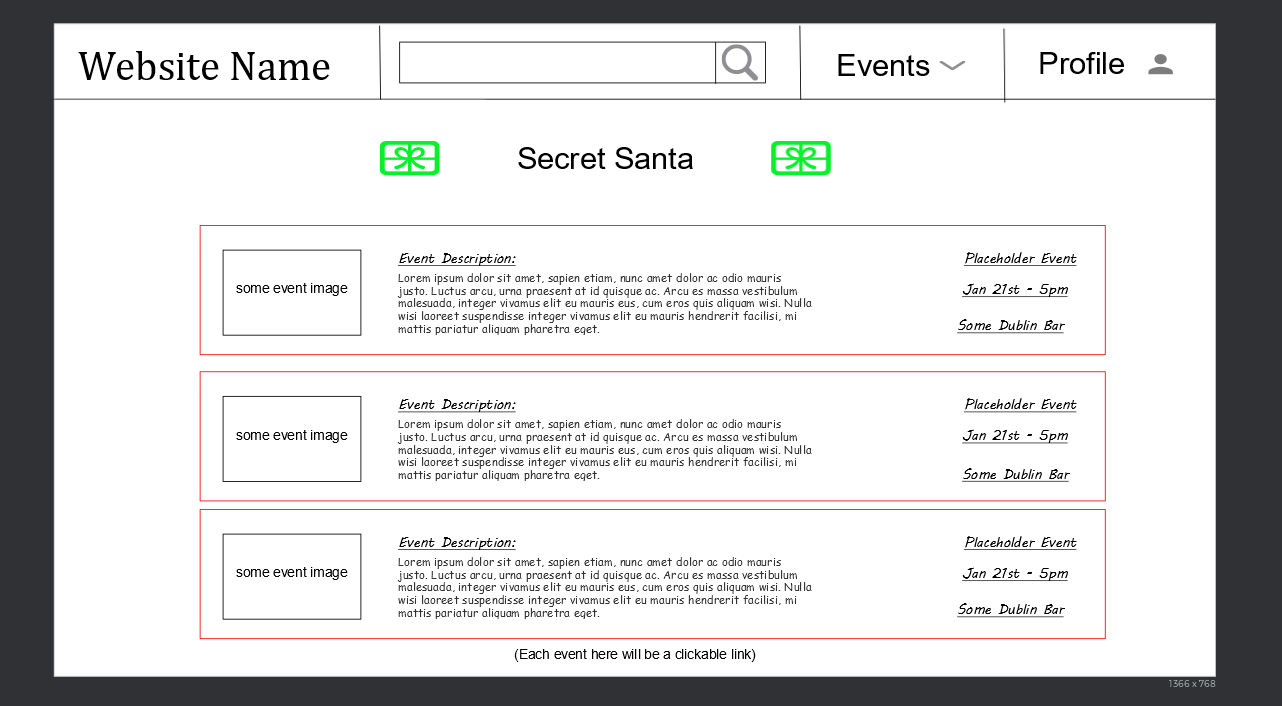 Website Name
Events
Profile
Secret Santa
some event image
Event Description:
Lorem ipsum dolor sit amet, sapien etiam, nunc amet dolor ac odio mauris
justo. Luctus arcu, urna praesent at id quisque ac. Arcu es massa vestibulum
malesuada, integer vivamus elit eu mauris eus, cum eros quis aliquam wisi. Nulla
wisi laoreet suspendisse integer vivamus elit eu mauris hendrerit facilisi, mi
mattis pariatur aliquam pharetra eget.
Placeholder Event
Jan 21st - 5pm
Some Dublin Bar
some event image
Event Description:
Lorem ipsum dolor sit amet, sapien etiam, nunc amet dolor ac odio mauris
justo. Luctus arcu, urna praesent at id quisque ac. Arcu es massa vestibulum
malesuada, integer vivamus elit eu mauris eus, cum eros quis aliquam wisi. Nulla
wisi laoreet suspendisse integer vivamus elit eu mauris hendrerit facilisi, mi
mattis pariatur aliquam pharetra eget.
Placeholder Event
Jan 21st - 5pm
Some Dublin Bar
some event image
Event Description:
Lorem ipsum dolor sit amet, sapien etiam, nunc amet dolor ac odio mauris
justo. Luctus arcu, urna praesent at id quisque ac. Arcu es massa vestibulum
malesuada, integer vivamus elit eu mauris eus, cum eros quis aliquam wisi. Nulla
wisi laoreet suspendisse integer vivamus elit eu mauris hendrerit facilisi, mi
mattis pariatur aliquam pharetra eget.
Placeholder Event
Jan 21st - 5pm
Some Dublin Bar
(Each event here will be a clickable link)
1366 x 768